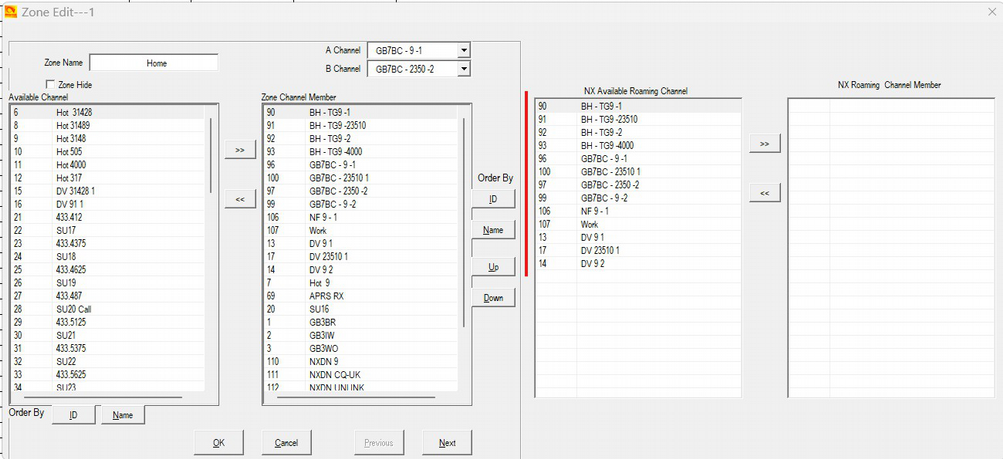 Zone Edit---1
Zone Name Home
A Channel GB7BC - 9 -1
B Channel GB7BC - 2350 -2
Zone Hide
Available Channel
6 Hot 31428
8 Hot 31489
9 Hot 3148
10 Hot 505
11 Hot 4000
12 Hot 317
15 DV 31428 1
16 DV 91 1
21 433.412
22 SU17
23 433.4375
24 SU18
25 433.4625
26 SU19
27 433.487
28 SU20 Call
29 433.5125
30 SU21
31 433.5375
32 SU22
33 433.5625
34 SU23
Order By ID Name
>>
<<
Zone Channel Member
90 BH - TG9 -1
91 BH - TG9 -23510
92 BH - TG9 -2
93 BH - TG9 -4000
96 GB7BC - 9 -1
100 GB7BC - 23510 1
97 GB7BC - 2350 -2
99 GB7BC - 9 -2
106 NF 9 - 1
107 Work
13 DV 9 1
17 DV 23510 1
14 DV 9 2
7 Hot 9
69 APRS RX
20 SU16
1 GB3BR
2 GB3IW
3 GB3WO
110 NXDN 9
111 NXDN CQ-UK
112 NXDN UNLINK
Order By
ID
Name
Up
Down
OK Cancel Previous Next
NX Available Roaming Channel
90 BH - TG9 -1
91 BH - TG9 -23510
92 BH - TG9 -2
93 BH - TG9 -4000
96 GB7BC - 9 -1
100 GB7BC - 23510 1
97 GB7BC - 2350 -2
99 GB7BC - 9 -2
106 NF 9 - 1
107 Work
13 DV 9 1
17 DV 23510 1
14 DV 9 2
>>
<<
NX Roaming Channel Member